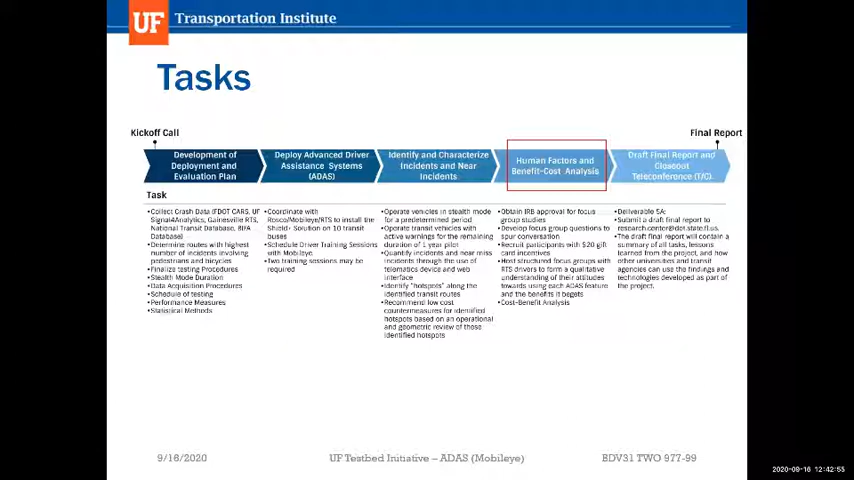 UF Transportation Institute
Tasks
Kickoff Call
Final Report
Development of
Deployment and
Evaluation Plan
Deploy Advanced Driver
Assistance Systems
(ADAS)
Identify and Characterize
Incidents and Near
Incidents
Human Factors and
Benefit-Cost Analysis
Draft Final Report and
Closeout
Teleconference (T/C).
Task
•Collect Crash Data (FDOT CARS, UF
Signal4Analytics, Gainesville RTS,
National Transit Database, BIPA
Database)
•Determine routes with highest
number of incidents involving
pedestrians and bicycles
•Finalize testing Procedures
•Stealth Mode Duration
•Data Acquisition Procedures
•Schedule of testing
•Performance Measures
•Statistical Methods
•Coordinate with
Rosco/Mobileye/RTS to install the
Shield+ Solution on 10 transit
buses
•Schedule Driver Training Sessions
with Mobileye
•Two training sessions may be
required
•Operate vehicles in stealth mode
for a predetermined period
•Operate transit vehicles with
active warnings for the remaining
duration of 1 year pilot
•Quantify incidents and near miss
incidents through the use of
telematics device and web
interface
•Identify "hotspots" along the
identified transit routes
•Recommend low cost
countermeasures for identified
hotspots based on an operational
and geometric review of those
identified hotspots
•Obtain IRB approval for focus
group studies
•Develop focus group questions to
spur conversation
•Recruit participants with $20 gift
card incentives
•Host structured focus groups with
RTS drivers to form a qualitative
understanding of their attitudes
towards using each ADAS feature
and the benefits it begets
•Cost-Benefit Analysis
•Deliverable 5A:
•Submit a draft final report to
research.center@dot.state.fl.us.
•The draft final report will contain a
summary of all tasks, lessons
learned from the project, and how
other universities and transit
agencies can use the findings and
technologies developed as part of
the project.
9/16/2020
UF Testbed Initiative – ADAS (Mobileye)
BDV31 TWO 977-99
2020-09-16 12:42:55